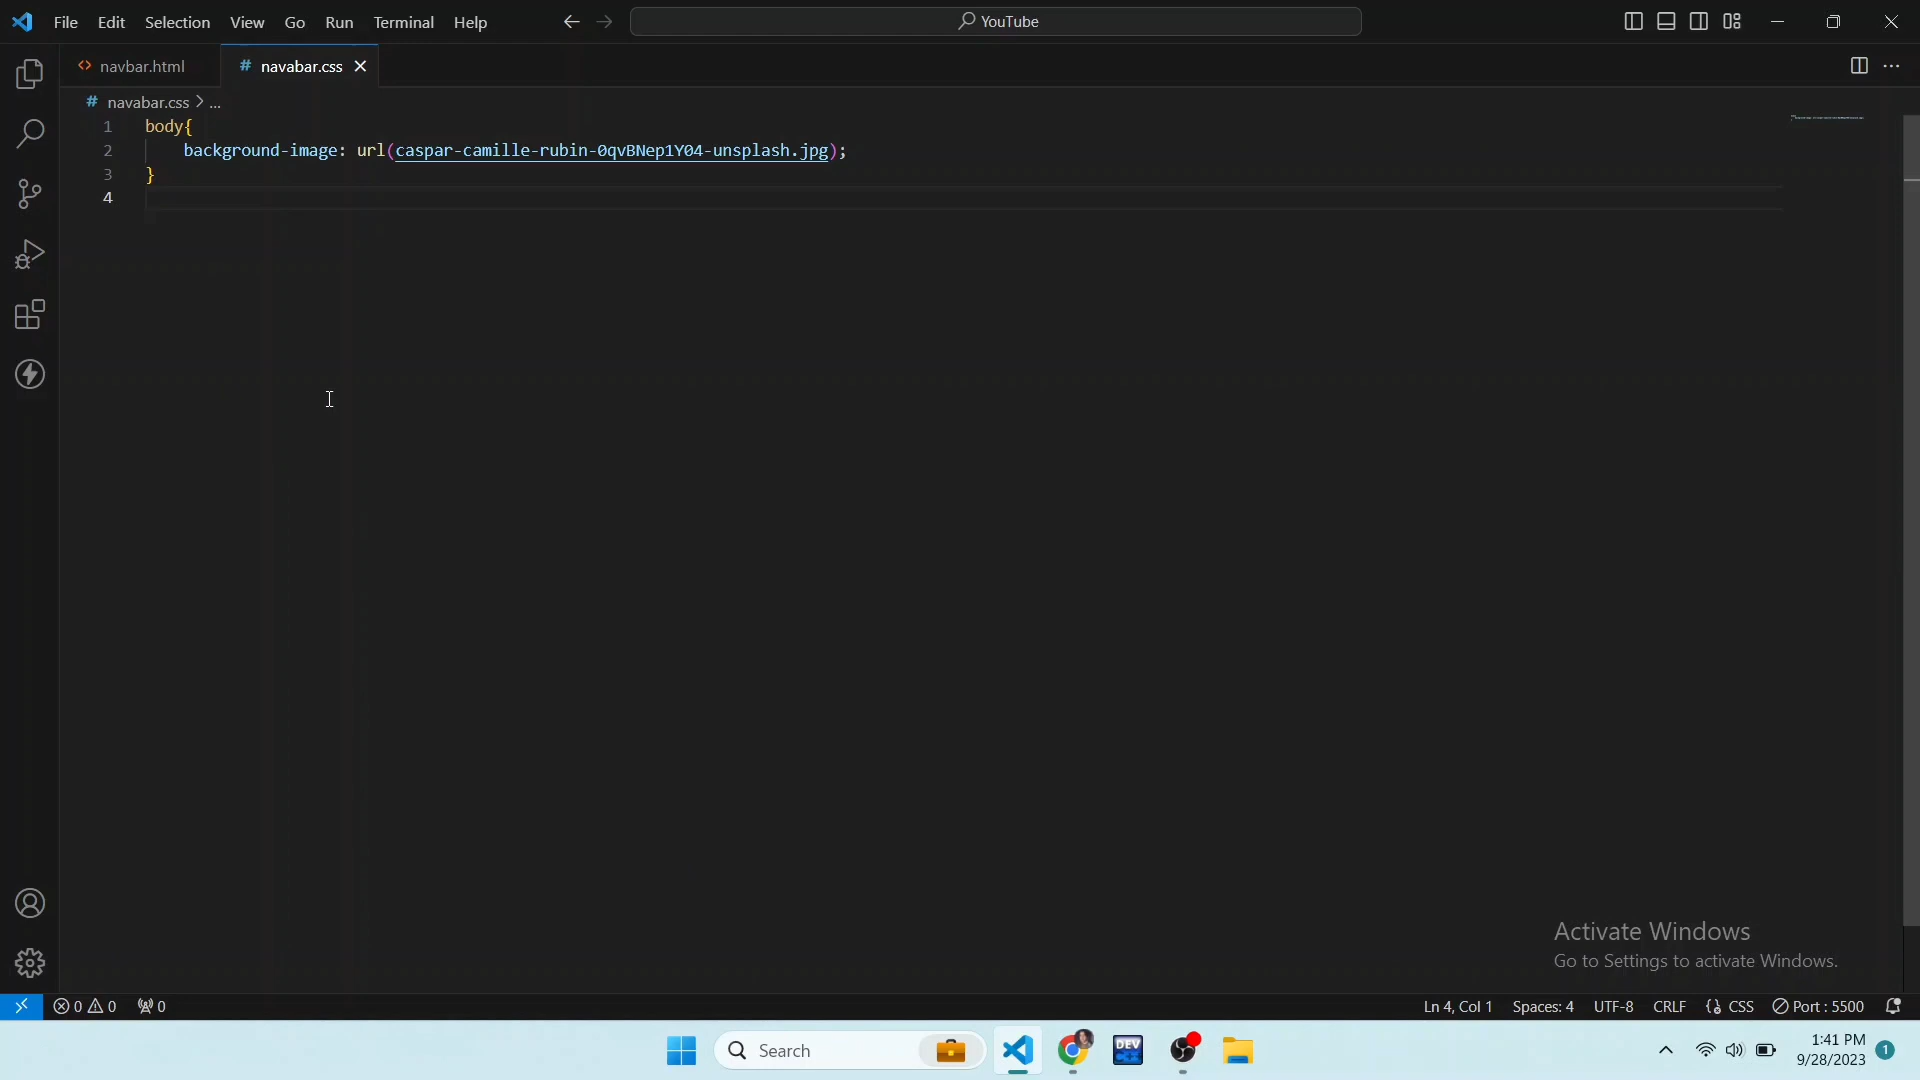 File Edit Selection View Go Run Terminal Help
YouTube
navbar.html
# navabar.css
# navabar.css > ...
1 body{
2 background-image: url(caspar-camille-rubin-0qvBNep1Y04-unsplash.jpg);
3 }
4
Activate Windows
Go to Settings to activate Windows.
0 0 0
Ln 4, Col 1 Spaces: 4 UTF-8 CRLF {} CSS Port : 5500
Search
DEV
1:41 PM
9/28/2023
1